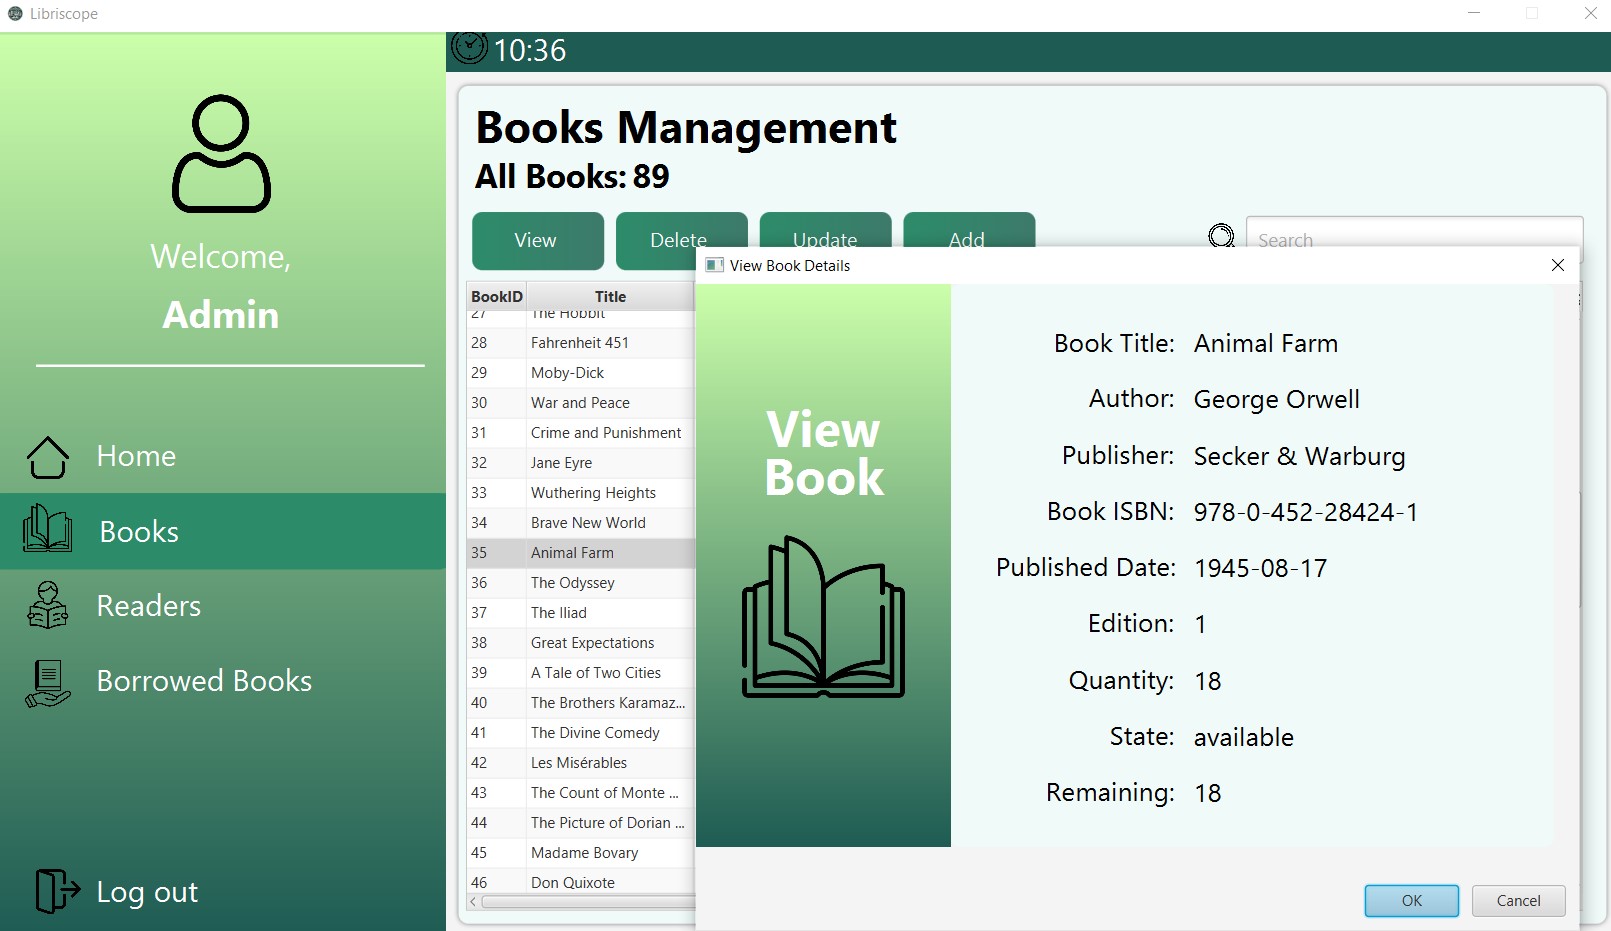 Libriscope
10:36
Welcome,
Admin
Home
Books
Readers
Borrowed Books
Log out
Books Management
All Books: 89
View Delete Update Add Search
BookID Title
27 The Hobbit
28 Fahrenheit 451
29 Moby-Dick
30 War and Peace
31 Crime and Punishment
32 Jane Eyre
33 Wuthering Heights
34 Brave New World
35 Animal Farm
36 The Odyssey
37 The Iliad
38 Great Expectations
39 A Tale of Two Cities
40 The Brothers Karamaz...
41 The Divine Comedy
42 Les Misérables
43 The Count of Monte ...
44 The Picture of Dorian ...
45 Madame Bovary
46 Don Quixote
View Book Details
View
Book
Book Title: Animal Farm
Author: George Orwell
Publisher: Secker & Warburg
Book ISBN: 978-0-452-28424-1
Published Date: 1945-08-17
Edition: 1
Quantity: 18
State: available
Remaining: 18
OK Cancel